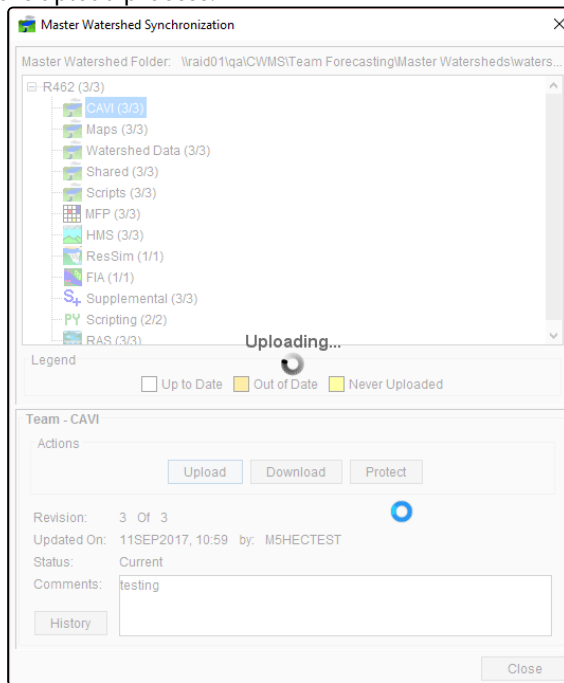 Master Watershed Synchronization
Master Watershed Folder: \\raid01\qa\CWMS\Team Forecasting\Master Watersheds\waters...
R462 (3/3)
CAVI (3/3)
Maps (3/3)
Watershed Data (3/3)
Shared (3/3)
Scripts (3/3)
MFP (3/3)
HMS (3/3)
ResSim (1/1)
FIA (1/1)
S+ Supplemental (3/3)
PY Scripting (2/2)
RAS (3/3)
Uploading...
Legend
Up to Date Out of Date Never Uploaded
Team - CAVI
Actions
Upload Download Protect
Revision: 3 Of 3
Updated On: 11SEP2017, 10:59 by: M5HECTEST
Status: Current
Comments: testing
History
Close